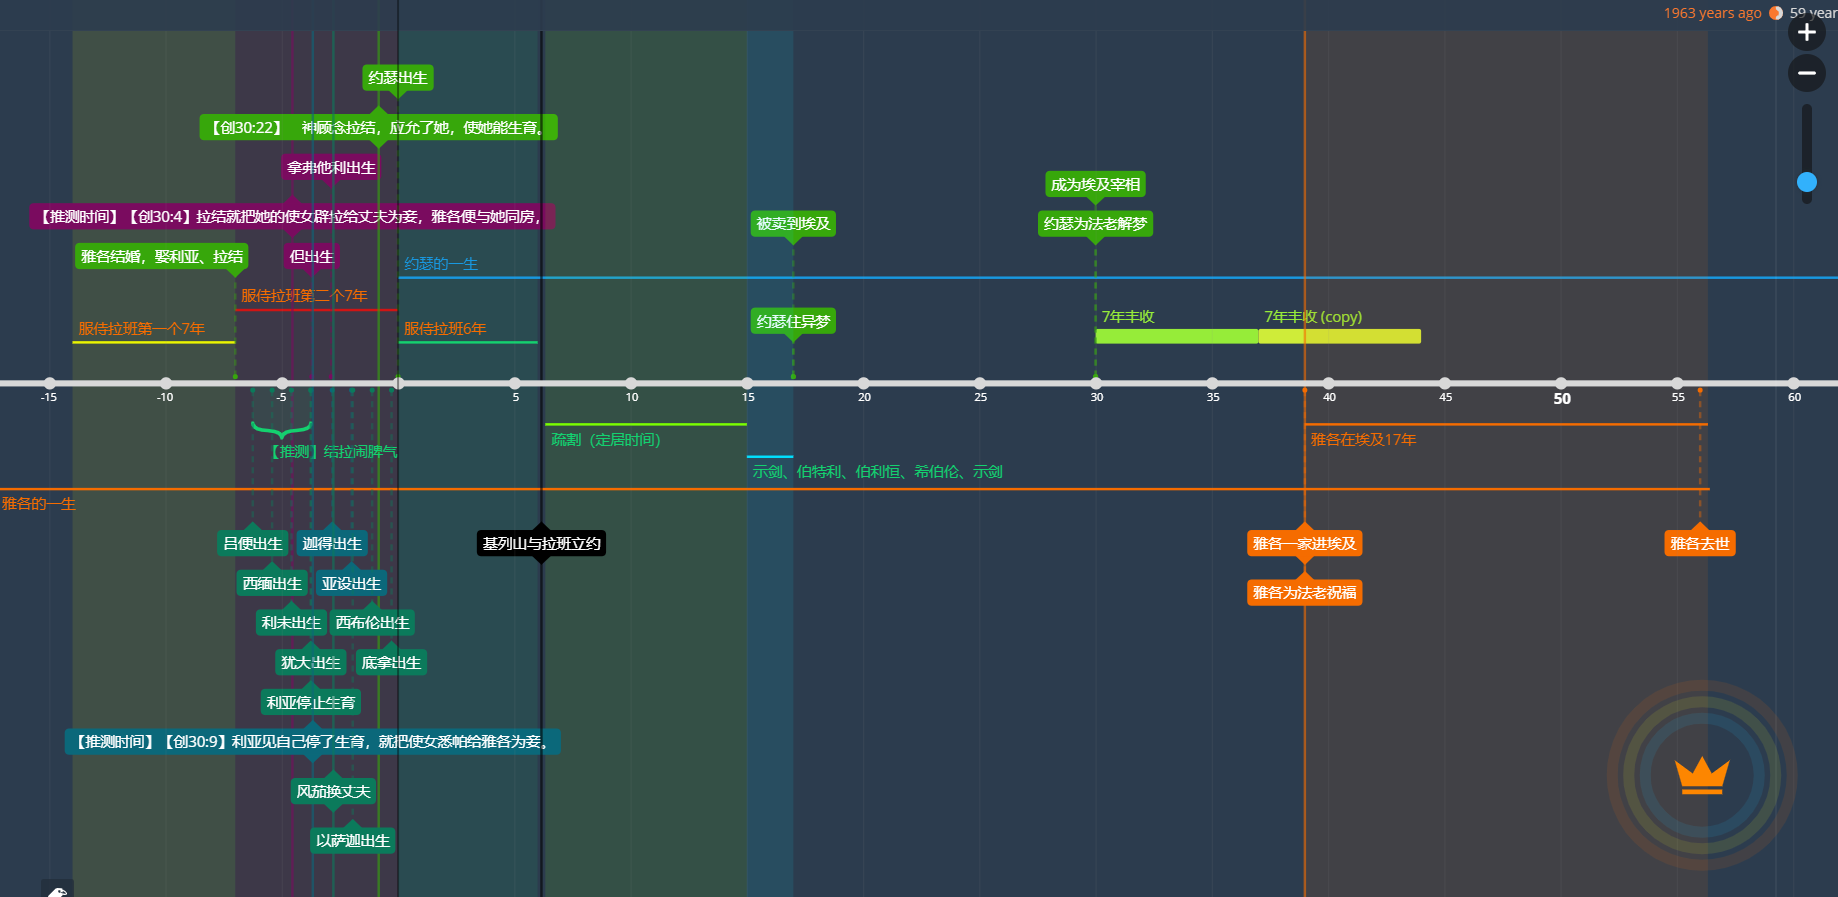 1963 years ago
59 year
约瑟出生
【创30:22】 神顾念拉结，应允了她，使她能生育。
拿弗他利出生
【推测时间】【创30:4】拉结就把她的使女辟拉给丈夫为妾，雅各便与她同房，
雅各结婚，娶利亚、拉结
但出生
被卖到埃及
成为埃及宰相
约瑟为法老解梦
约瑟的一生
服侍拉班第二个7年
服侍拉班第一个7年
服侍拉班6年
约瑟住异梦
7年丰收
7年丰收 (copy)
-15
-10
-5
5
10
15
20
25
30
35
40
45
50
55
60
【推测】结拉闹脾气
疏割（定居时间）
示剑、伯特利、伯利恒、希伯伦、示剑
雅各在埃及17年
雅各的一生
吕便出生
迦得出生
基列山与拉班立约
雅各一家进埃及
雅各去世
西缅出生
亚设出生
雅各为法老祝福
利未出生
西布伦出生
犹大出生
底拿出生
利亚停止生育
【推测时间】【创30:9】利亚见自己停了生育，就把使女悉帕给雅各为妾。
风茄换丈夫
以萨迦出生